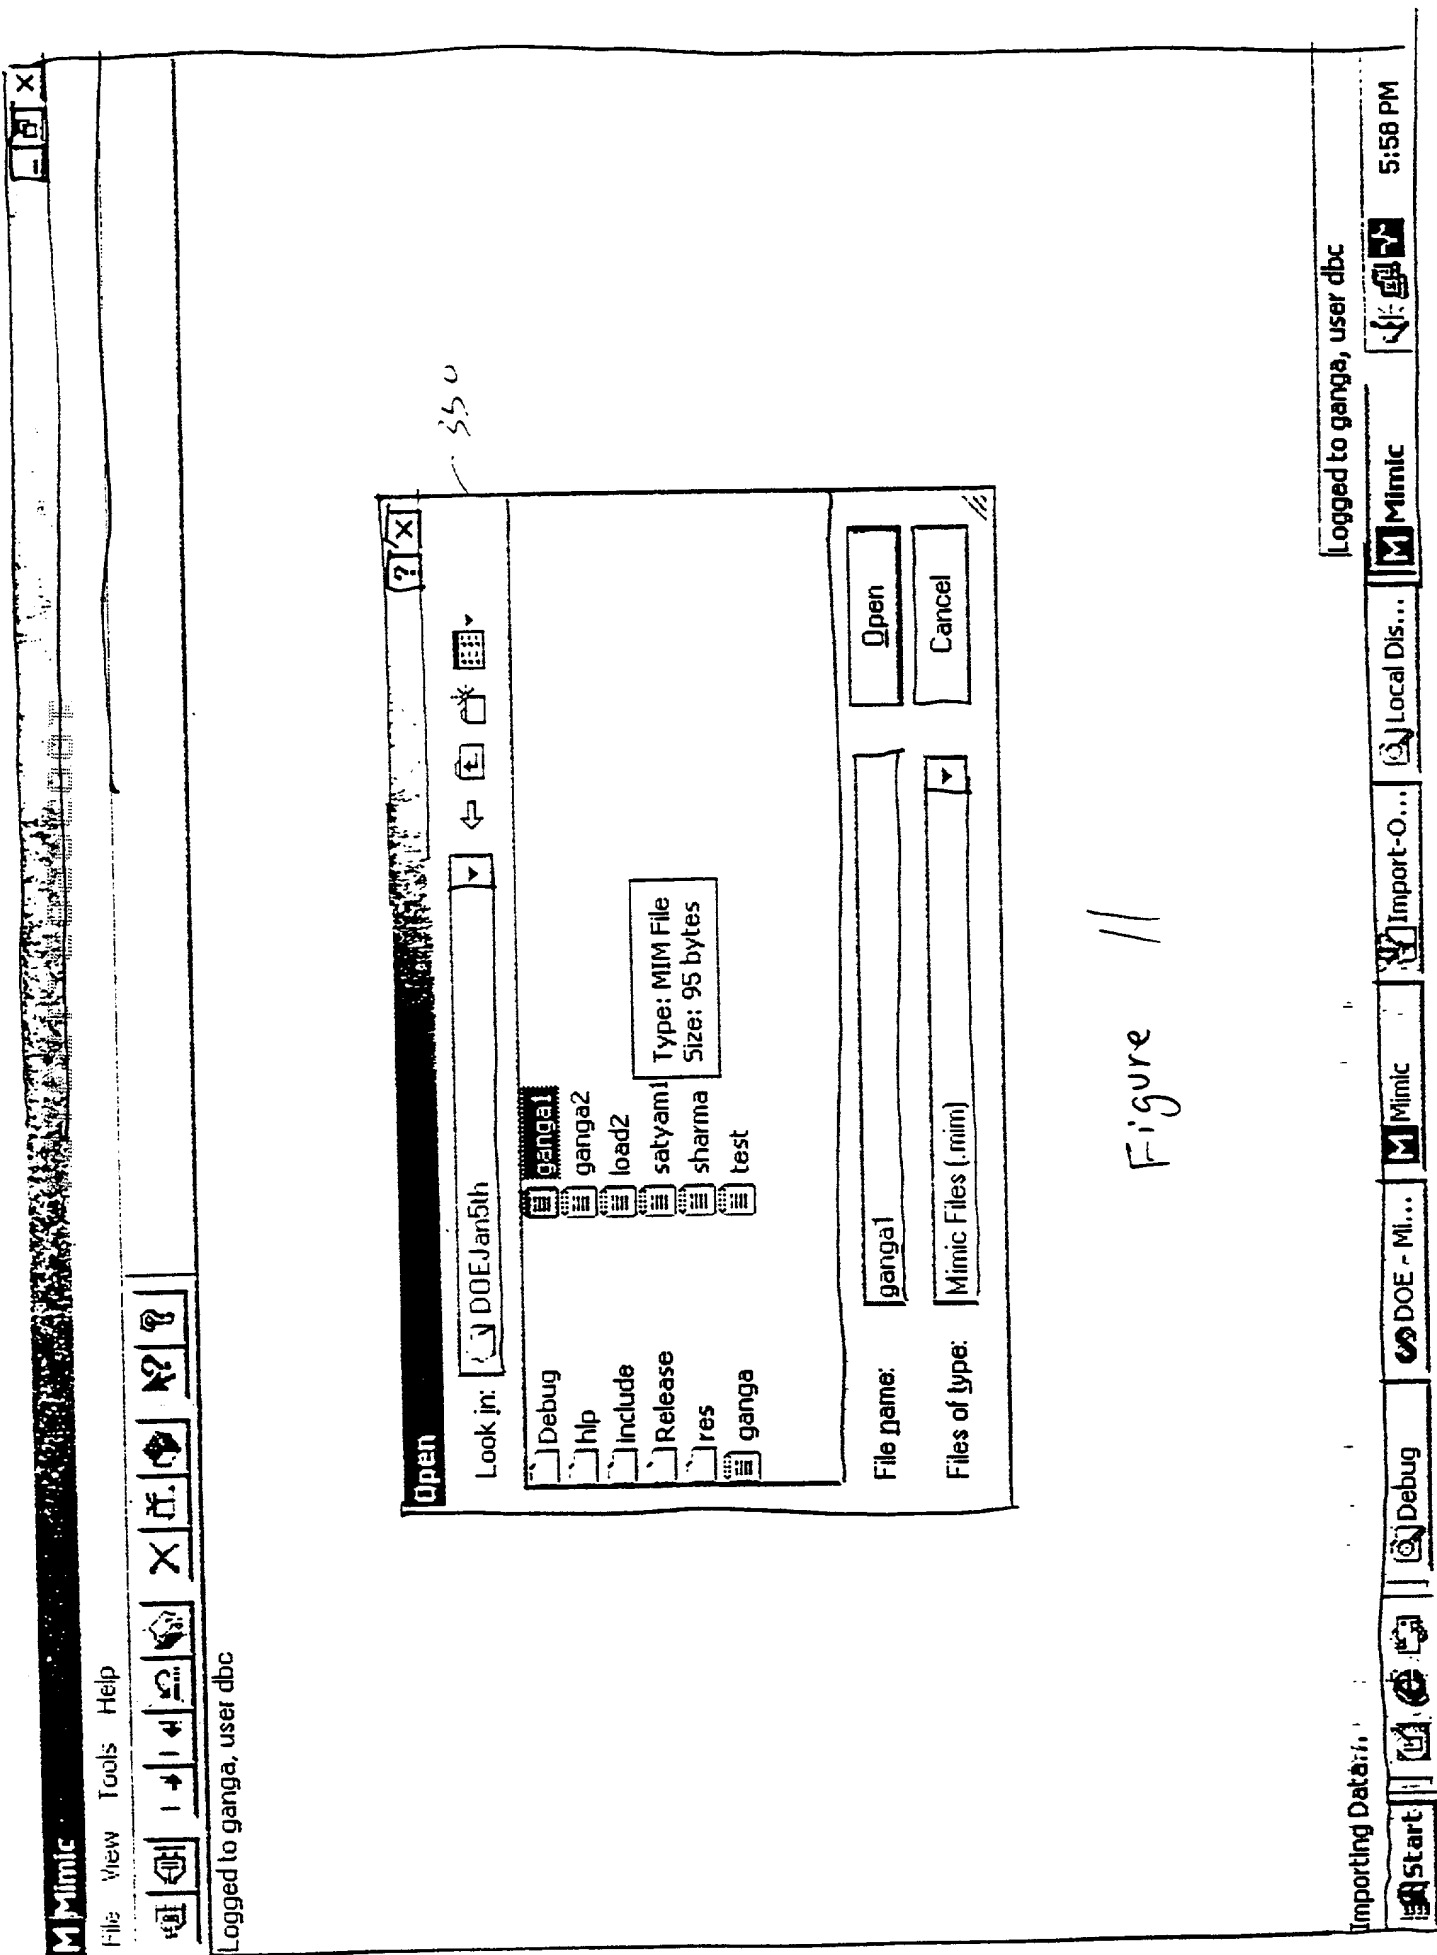 Mimic
File View Tools Help
Logged to ganga, user dbc
Open
Look in: DOEJan5th
Debug
hlp
include
Release
res
ganga
ganga1
ganga2
load2
satyam1
sharma
test
Type: MIM File
Size: 95 bytes
File name: ganga1
Open
Files of type: Mimic Files (.mim)
Cancel
350
Figure 11
Logged to ganga, user dbc
Start Debug DOE - Mi... Mimic Import-O... Local Dis... Mimic 5:58 PM